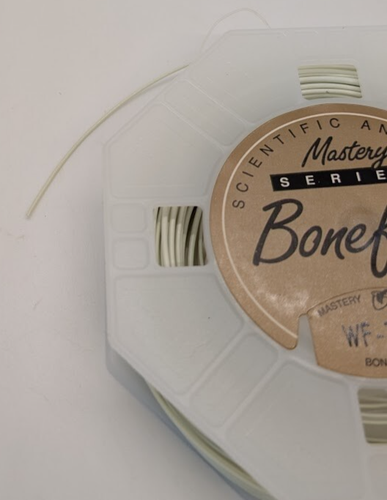 SCIENTIFIC AN
Mastery
SERIE
Bonef
MASTERY
WF-
BON